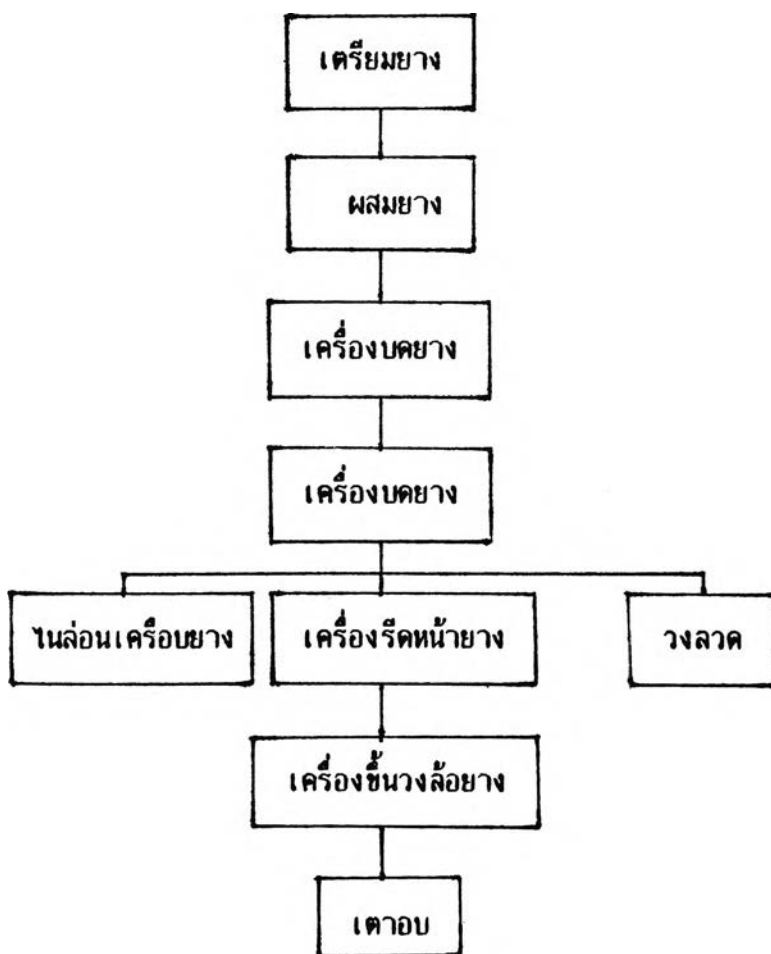 เตรียมยาง
ผสมยาง
เครื่องบดยาง
เครื่องบดยาง
ไนล่อนเครือบยาง
เครื่องรีดหน้ายาง
วงลวด
เครื่องขึ้นวงล้อยาง
เตาอบ